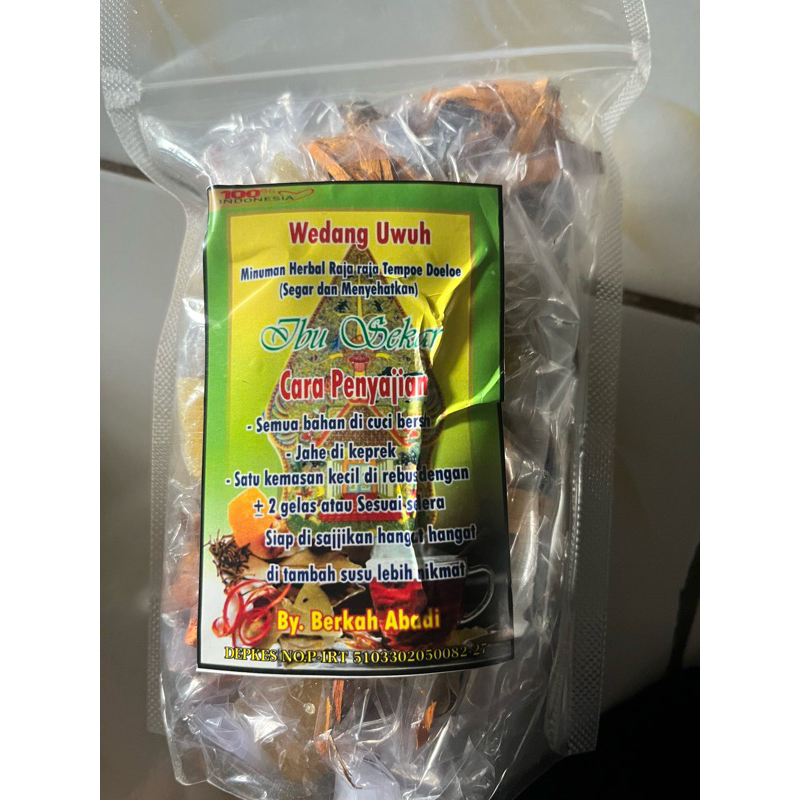 100%
INDONESIA
Wedang Uwuh
Minuman Herbal Raja raja Tempoe Doeloe
(Segar dan Menyehatkan)
Ibu Sekar
Cara Penyajian
- Semua bahan di cuci bersh
- Jahe di keprek
- Satu kemasan kecil di rebus dengan
± 2 gelas atau Sesuai selera
Siap di sajjikan hangat hangat
di tambah susu lebih nikmat
By. Berkah Abadi
DEPKES NO.P-IRT 5103302050082-27